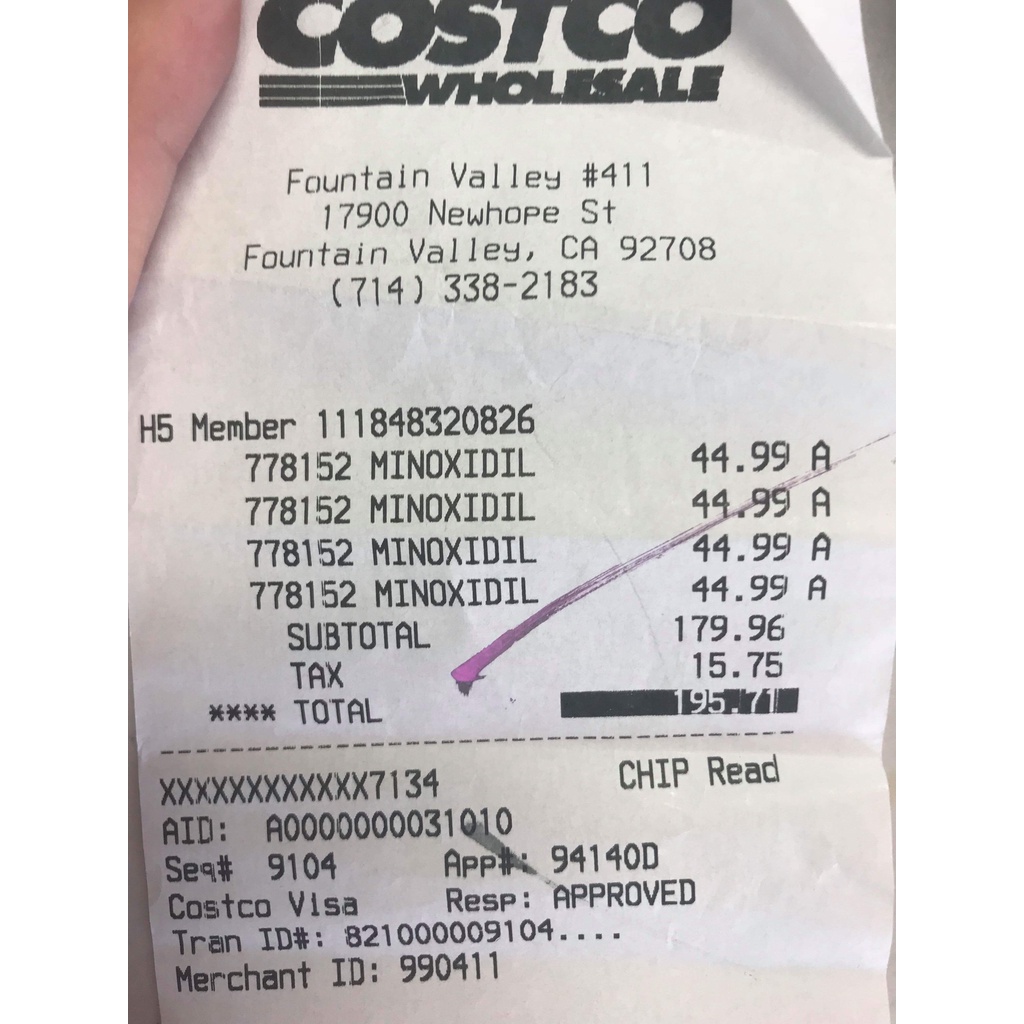 COSTCO
WHOLESALE
Fountain Valley #411
17900 Newhope St
Fountain Valley, CA 92708
(714) 338-2183
H5 Member 111848320826
778152 MINOXIDIL 44.99 A
778152 MINOXIDIL 44.99 A
778152 MINOXIDIL 44.99 A
778152 MINOXIDIL 44.99 A
SUBTOTAL 179.96
TAX 15.75
**** TOTAL 195.71
XXXXXXXXXXXX7134 CHIP Read
AID: A0000000031010
Seq# 9104 App#: 94140D
Costco Visa Resp: APPROVED
Tran ID#: 821000009104....
Merchant ID: 990411